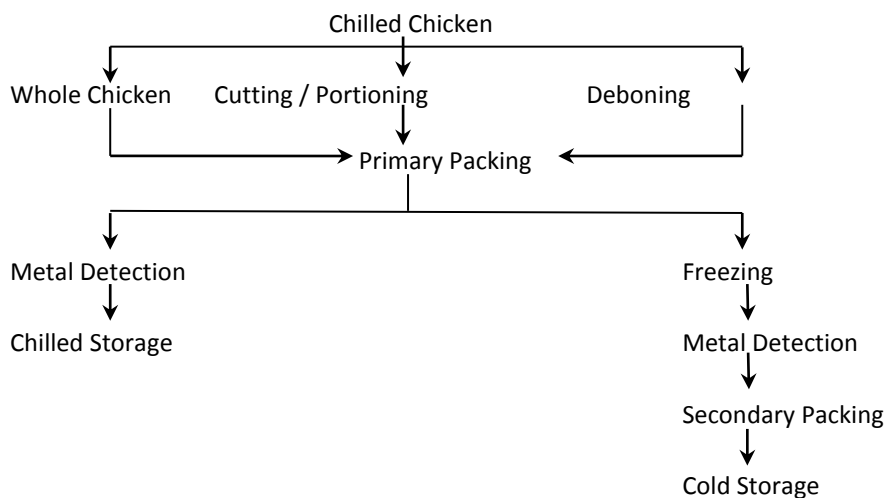 Chilled Chicken
Whole Chicken Cutting / Portioning Deboning
Primary Packing
Metal Detection Freezing
Chilled Storage Metal Detection
Secondary Packing
Cold Storage